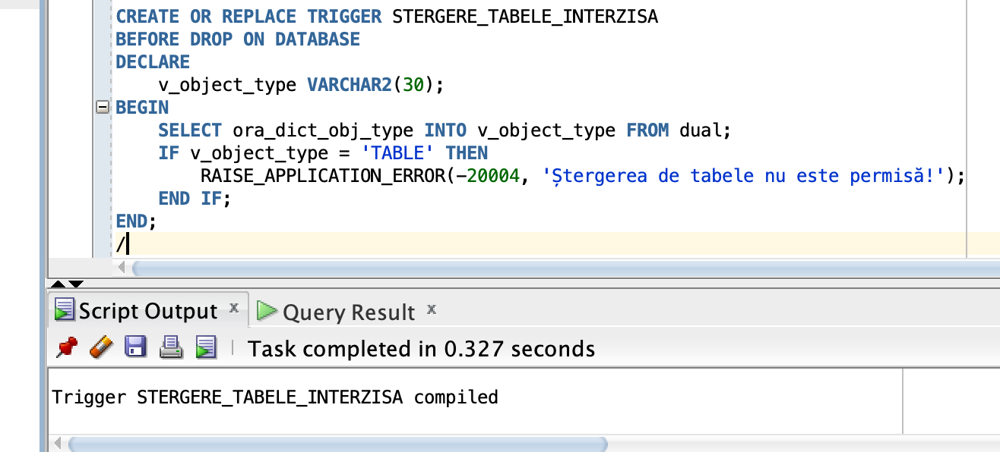 CREATE OR REPLACE TRIGGER STERGERE_TABELE_INTERZISA
BEFORE DROP ON DATABASE
DECLARE
    v_object_type VARCHAR2(30);
BEGIN
    SELECT ora_dict_obj_type INTO v_object_type FROM dual;
    IF v_object_type = 'TABLE' THEN
        RAISE_APPLICATION_ERROR(-20004, 'Ștergerea de tabele nu este permisă!');
    END IF;
END;
/
Script Output x Query Result x
Task completed in 0.327 seconds
Trigger STERGERE_TABELE_INTERZISA compiled